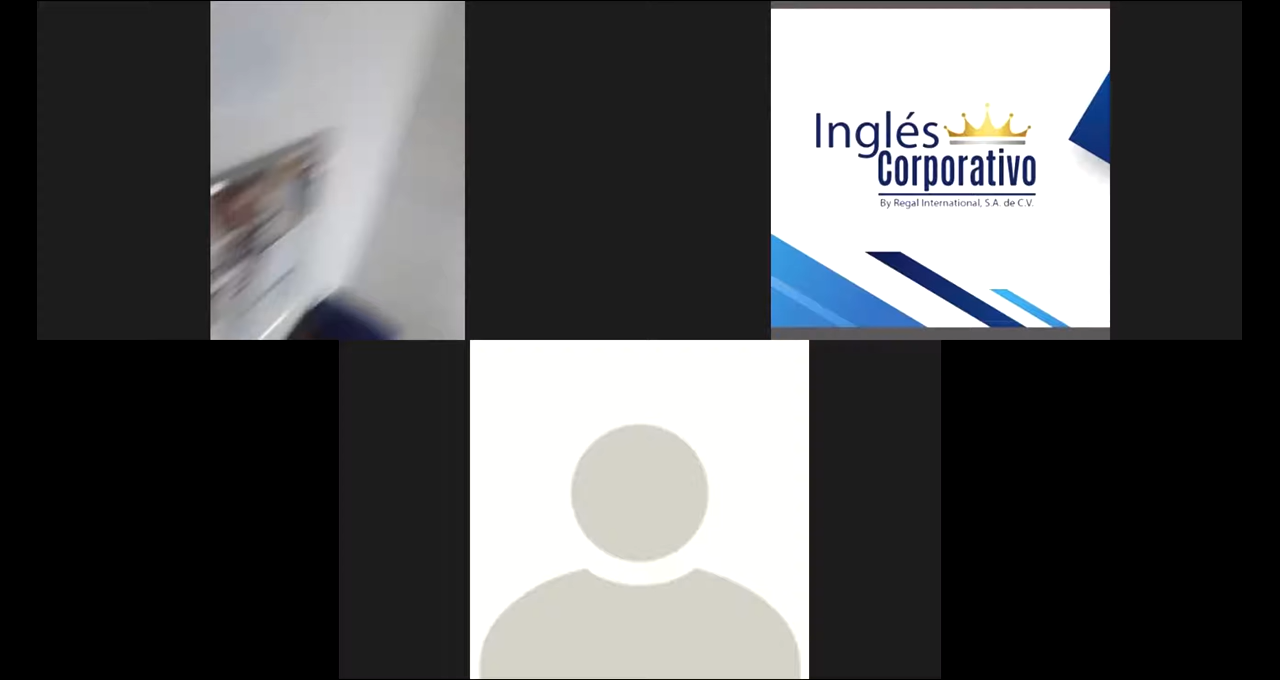 Inglés
Corporativo
By Regal International, S.A. de C.V.